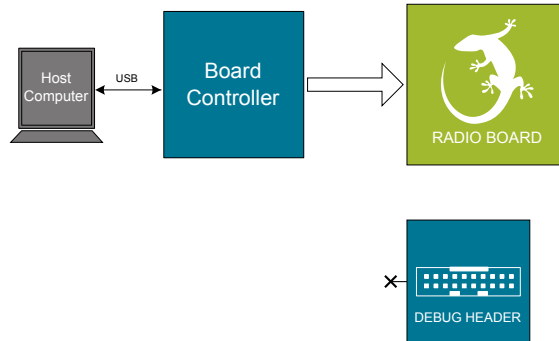 Host
Computer
USB
Board
Controller
RADIO BOARD
DEBUG HEADER